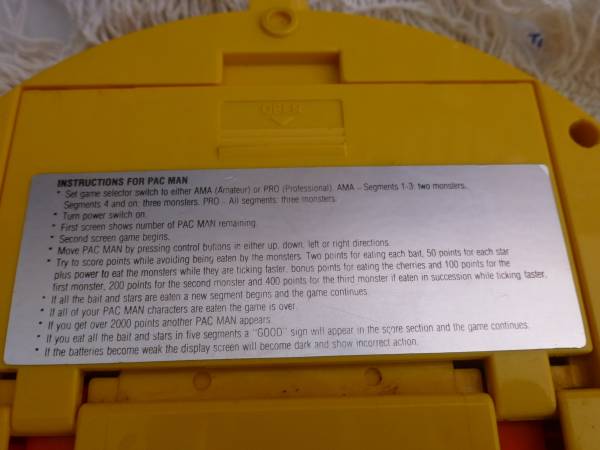 OPEN
INSTRUCTIONS FOR PAC MAN
* Set game selector switch to either AMA (Amateur) or PRO (Professional). AMA – Segments 1-3: two monsters.
Segments 4 and on: three monsters. PRO – All segments: three monsters.
* Turn power switch on.
* First screen shows number of PAC MAN remaining.
* Second screen game begins.
* Move PAC MAN by pressing control buttons in either up, down, left or right directions.
* Try to score points while avoiding being eaten by the monsters. Two points for eating each bait, 50 points for each star
plus power to eat the monsters while they are ticking faster, bonus points for eating the cherries and 100 points for the
first monster, 200 points for the second monster and 400 points for the third monster if eaten in succession while ticking faster.
* If all the bait and stars are eaten a new segment begins and the game continues.
* If all of your PAC MAN characters are eaten the game is over.
* If you get over 2000 points another PAC MAN appears.
* If you eat all the bait and stars in five segments a "GOOD" sign will appear in the score section and the game continues.
* If the batteries become weak the display screen will become dark and show incorrect action.